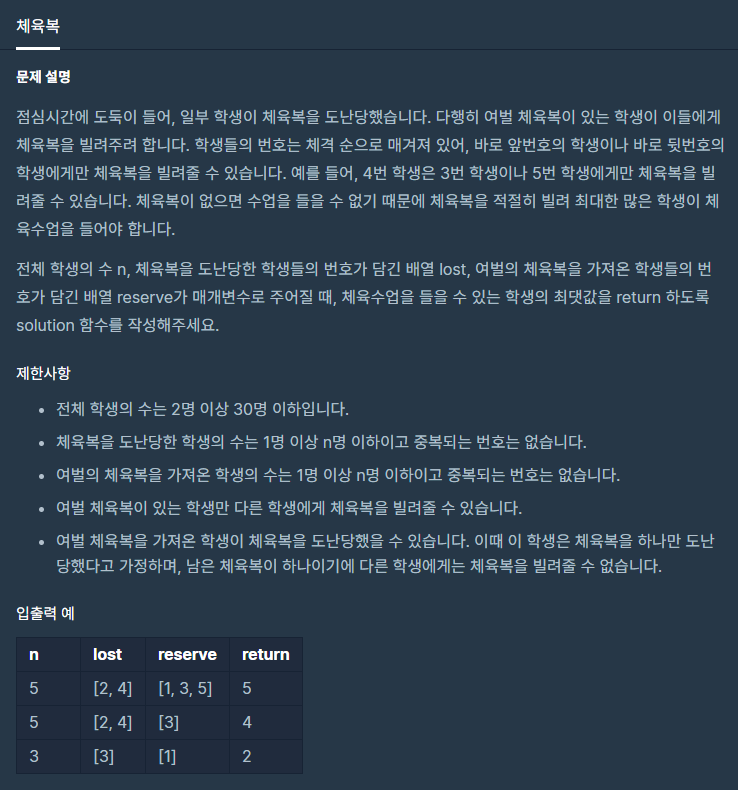 체육복
문제 설명
점심시간에 도둑이 들어, 일부 학생이 체육복을 도난당했습니다. 다행히 여벌 체육복이 있는 학생이 이들에게
체육복을 빌려주려 합니다. 학생들의 번호는 체격 순으로 매겨져 있어, 바로 앞번호의 학생이나 바로 뒷번호의
학생에게만 체육복을 빌려줄 수 있습니다. 예를 들어, 4번 학생은 3번 학생이나 5번 학생에게만 체육복을 빌
려줄 수 있습니다. 체육복이 없으면 수업을 들을 수 없기 때문에 체육복을 적절히 빌려 최대한 많은 학생이 체
육수업을 들어야 합니다.
전체 학생의 수 n, 체육복을 도난당한 학생들의 번호가 담긴 배열 lost, 여벌의 체육복을 가져온 학생들의 번
호가 담긴 배열 reserve가 매개변수로 주어질 때, 체육수업을 들을 수 있는 학생의 최댓값을 return 하도록
solution 함수를 작성해주세요.
제한사항
• 전체 학생의 수는 2명 이상 30명 이하입니다.
• 체육복을 도난당한 학생의 수는 1명 이상 n명 이하이고 중복되는 번호는 없습니다.
• 여벌의 체육복을 가져온 학생의 수는 1명 이상 n명 이하이고 중복되는 번호는 없습니다.
• 여벌 체육복이 있는 학생만 다른 학생에게 체육복을 빌려줄 수 있습니다.
• 여벌 체육복을 가져온 학생이 체육복을 도난당했을 수 있습니다. 이때 이 학생은 체육복을 하나만 도난
당했다고 가정하며, 남은 체육복이 하나이기에 다른 학생에게는 체육복을 빌려줄 수 없습니다.
입출력 예
n lost reserve return
5 [2, 4] [1, 3, 5] 5
5 [2, 4] [3] 4
3 [3] [1] 2